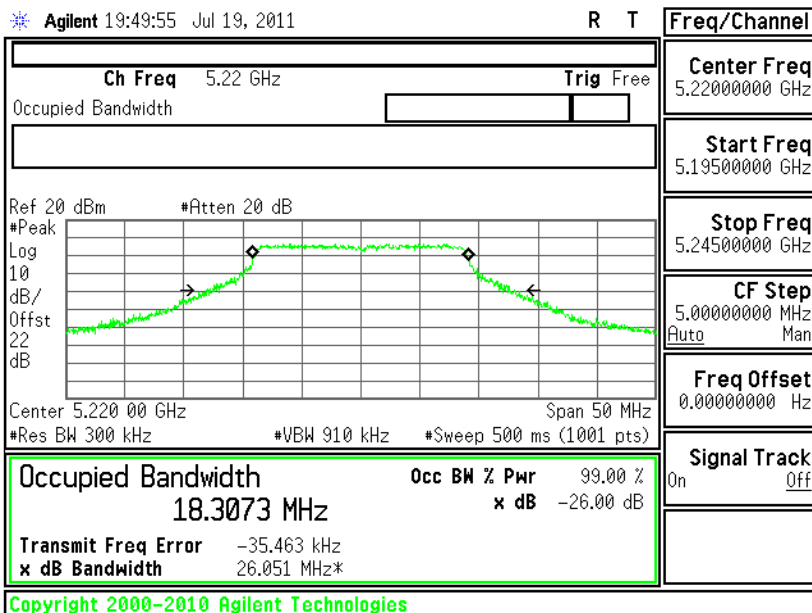 Agilent 19:49:55 Jul 19, 2011 R T
Freq/Channel
Ch Freq 5.22 GHz Trig Free
Occupied Bandwidth
Center Freq
5.22000000 GHz
Start Freq
5.19500000 GHz
Stop Freq
5.24500000 GHz
CF Step
5.00000000 MHz
Auto Man
Freq Offset
0.00000000 Hz
Signal Track
On Off
Ref 20 dBm #Atten 20 dB
#Peak
Log
10
dB/
Offst
22
dB
Center 5.220 00 GHz Span 50 MHz
#Res BW 300 kHz #VBW 910 kHz #Sweep 500 ms (1001 pts)
Occupied Bandwidth Occ BW % Pwr 99.00 %
18.3073 MHz x dB -26.00 dB
Transmit Freq Error -35.463 kHz
x dB Bandwidth 26.051 MHz*
Copyright 2000-2010 Agilent Technologies